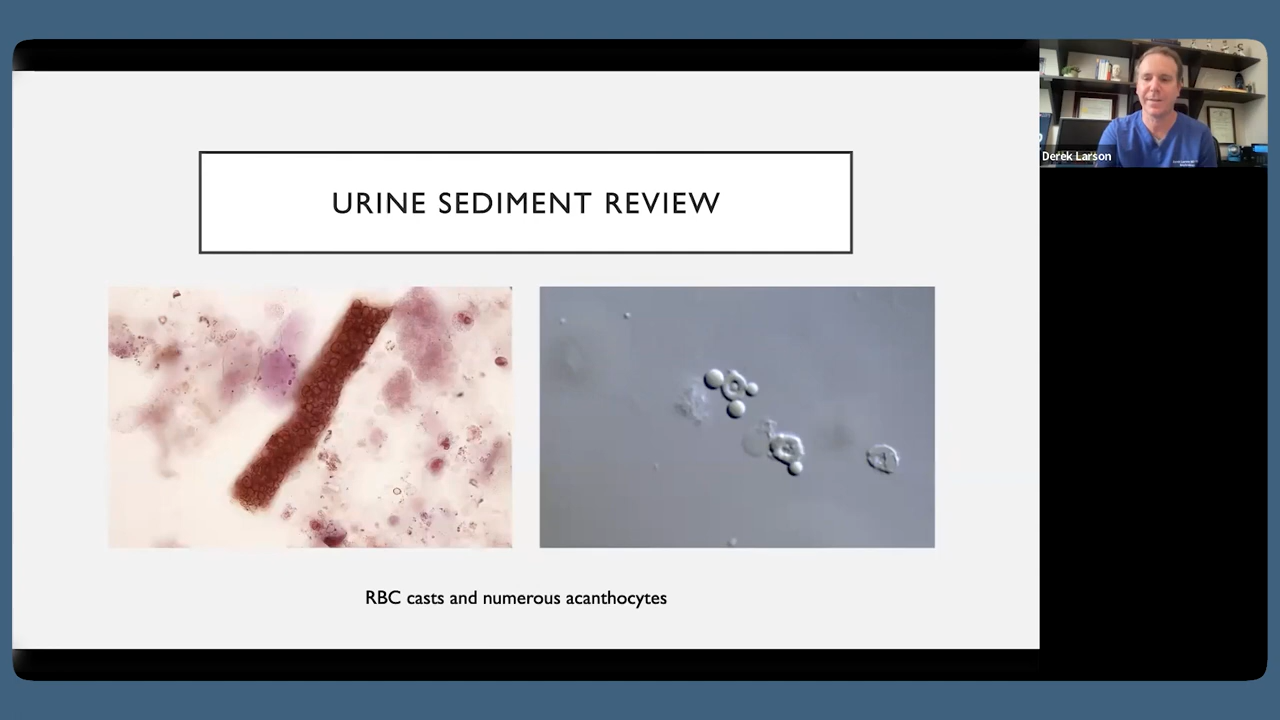 URINE SEDIMENT REVIEW
RBC casts and numerous acanthocytes
Derek Larson